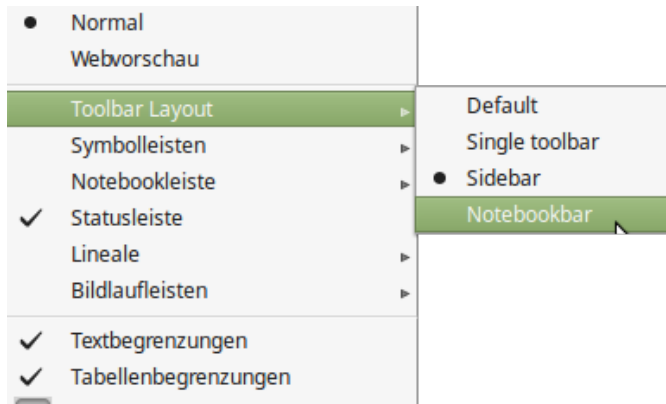 Normal
Webvorschau
Toolbar Layout
Symbolleisten
Notebookleiste
Statusleiste
Lineale
Bildlaufleisten
Textbegrenzungen
Tabellenbegrenzungen
Default
Single toolbar
Sidebar
Notebookbar